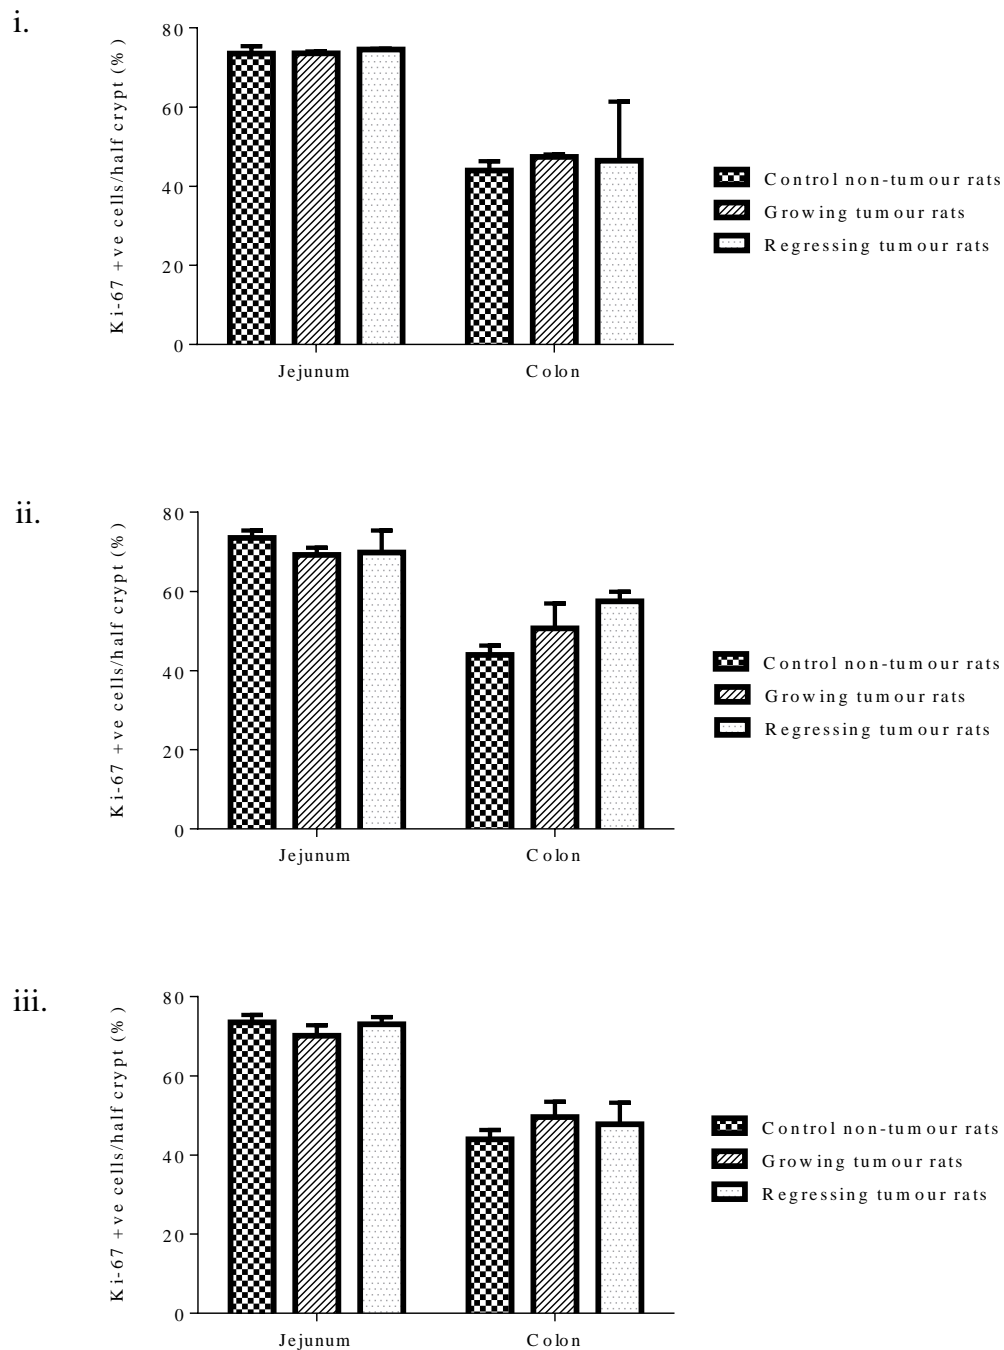 i.
Ki-67 +ve cells/half crypt (%)
80
60
40
20
0
Jejunum
Colon
Control non-tumour rats
Growing tumour rats
Regressing tumour rats
ii.
Ki-67 +ve cells/half crypt (%)
80
60
40
20
0
Jejunum
Colon
Control non-tumour rats
Growing tumour rats
Regressing tumour rats
iii.
Ki-67 +ve cells/half crypt (%)
80
60
40
20
0
Jejunum
Colon
Control non-tumour rats
Growing tumour rats
Regressing tumour rats